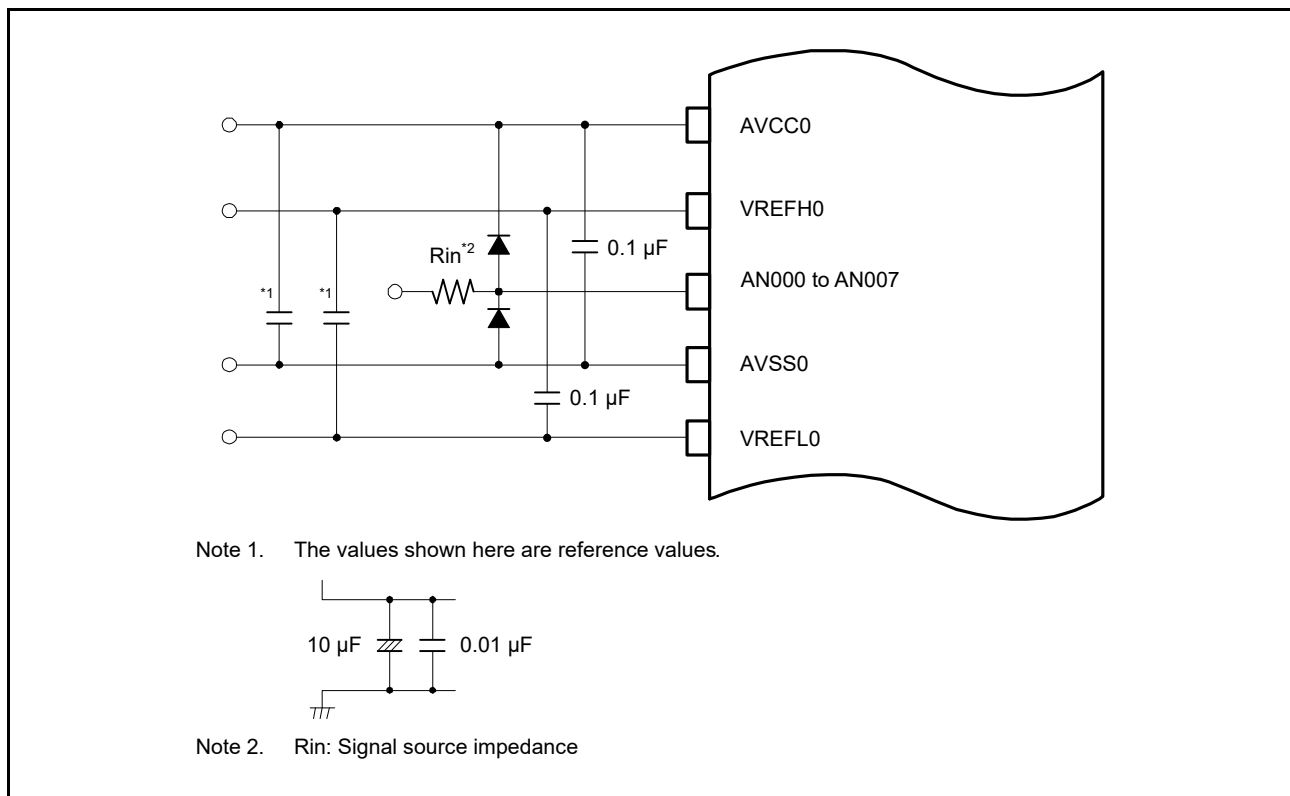 AVCC0
VREFH0
Rin*2
0.1 µF
AN000 to AN007
*1 *1
AVSS0
0.1 µF
VREFL0
Note 1. The values shown here are reference values.
10 µF 0.01 µF
Note 2. Rin: Signal source impedance